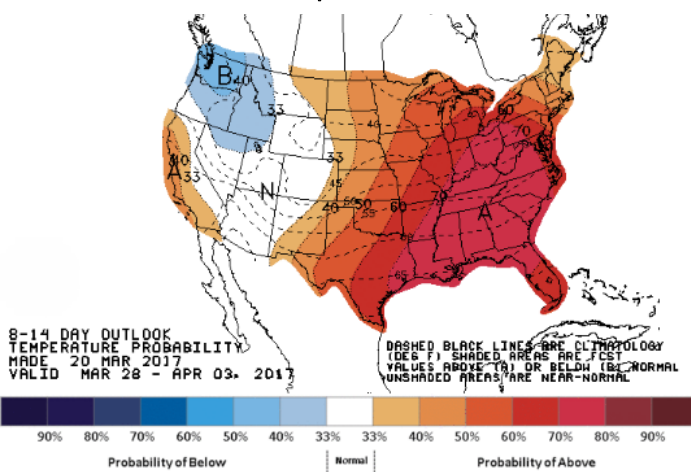 B40
33
40
A33
N
33
45
40
50
55
60
70
A
60
70
40
65
8-14 DAY OUTLOOK
TEMPERATURE PROBABILITY
MADE 20 MAR 2017
VALID MAR 28 - APR 03, 2017
DASHED BLACK LINES ARE CLIMATOLOGY
(DEG F) SHADED AREAS ARE FCST
VALUES ABOVE (A) OR BELOW (B) NORMAL
UNSHADED AREAS ARE NEAR-NORMAL
90% 80% 70% 60% 50% 40% 33% 33% 40% 50% 60% 70% 80% 90%
Probability of Below Normal Probability of Above